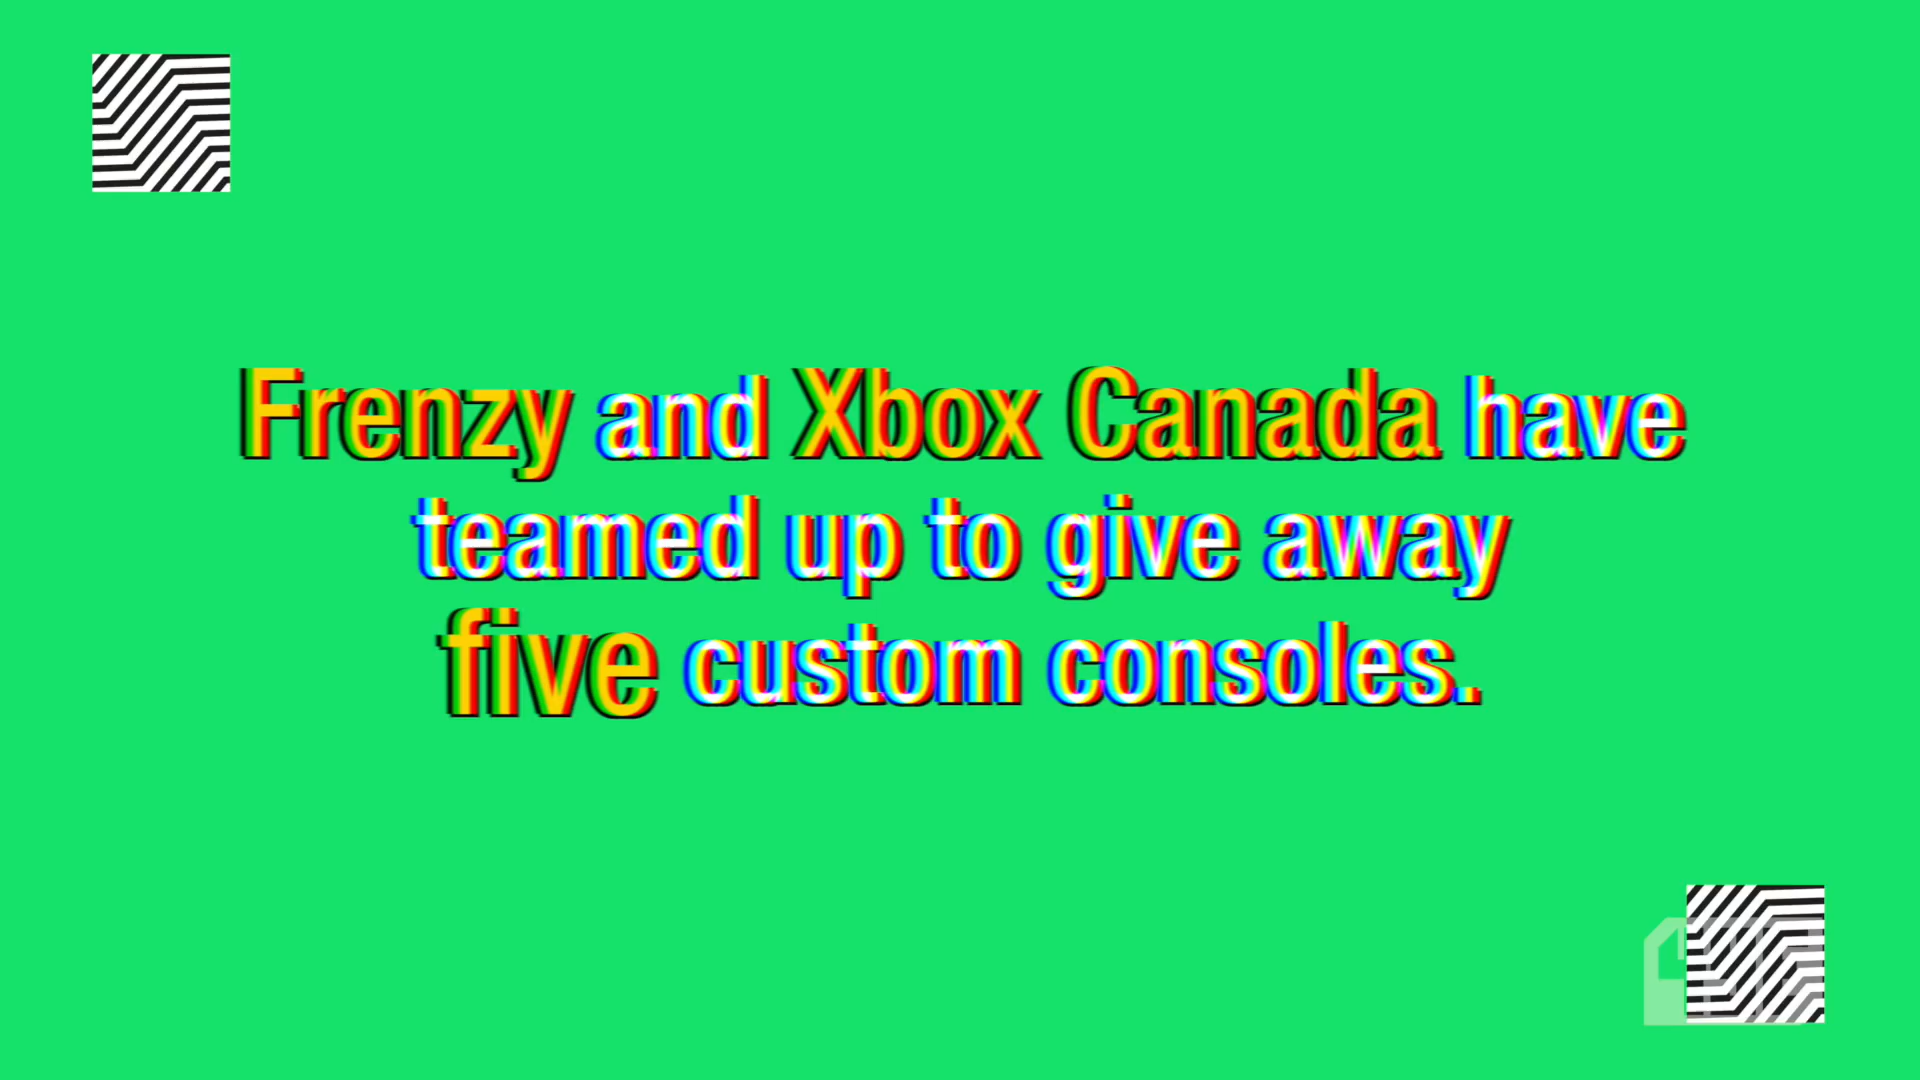 Frenzy and Xbox Canada have
teamed up to give away
five custom consoles.